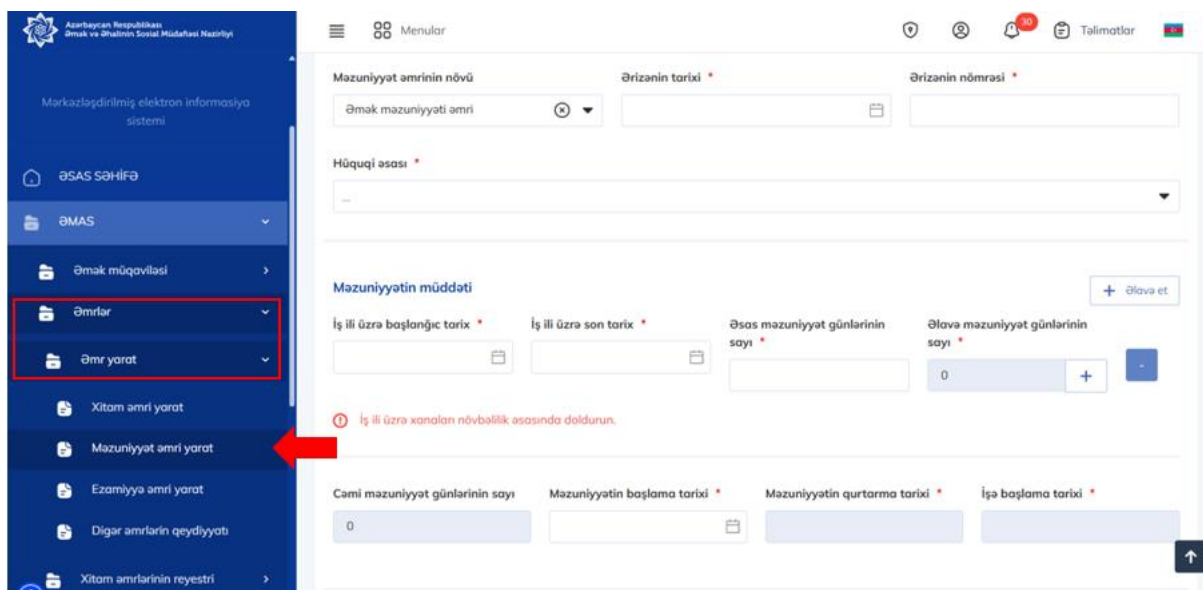 Azərbaycan Respublikası
Əmək və Əhalinin Sosial Müdafiəsi Nazirliyi
Menular
30
Təlimatlar
Mərkəzləşdirilmiş elektron informasiya
sistemi
ƏSAS SƏHİFƏ
ƏMAS
Əmək müqaviləsi
Əmrlər
Əmr yarat
Xitam əmri yarat
Məzuniyyət əmri yarat
Ezamiyyə əmri yarat
Digər əmrlərin qeydiyyatı
Xitam əmrlərinin reyestri
Məzuniyyət əmrinin növü
Ərizənin tarixi *
Ərizənin nömrəsi *
Əmək məzuniyyəti əmri
Hüquqi əsası *
...
Məzuniyyətin müddəti
+ Əlavə et
İş ili üzrə başlanğıc tarix *
İş ili üzrə son tarix *
Əsas məzuniyyət günlərinin
sayı *
Əlavə məzuniyyət günlərinin
sayı *
0
+
-
İş ili üzrə xanaları növbəlilik əsasında doldurun.
Cəmi məzuniyyət günlərinin sayı
Məzuniyyətin başlama tarixi *
Məzuniyyətin qurtarma tarixi *
İşə başlama tarixi *
0